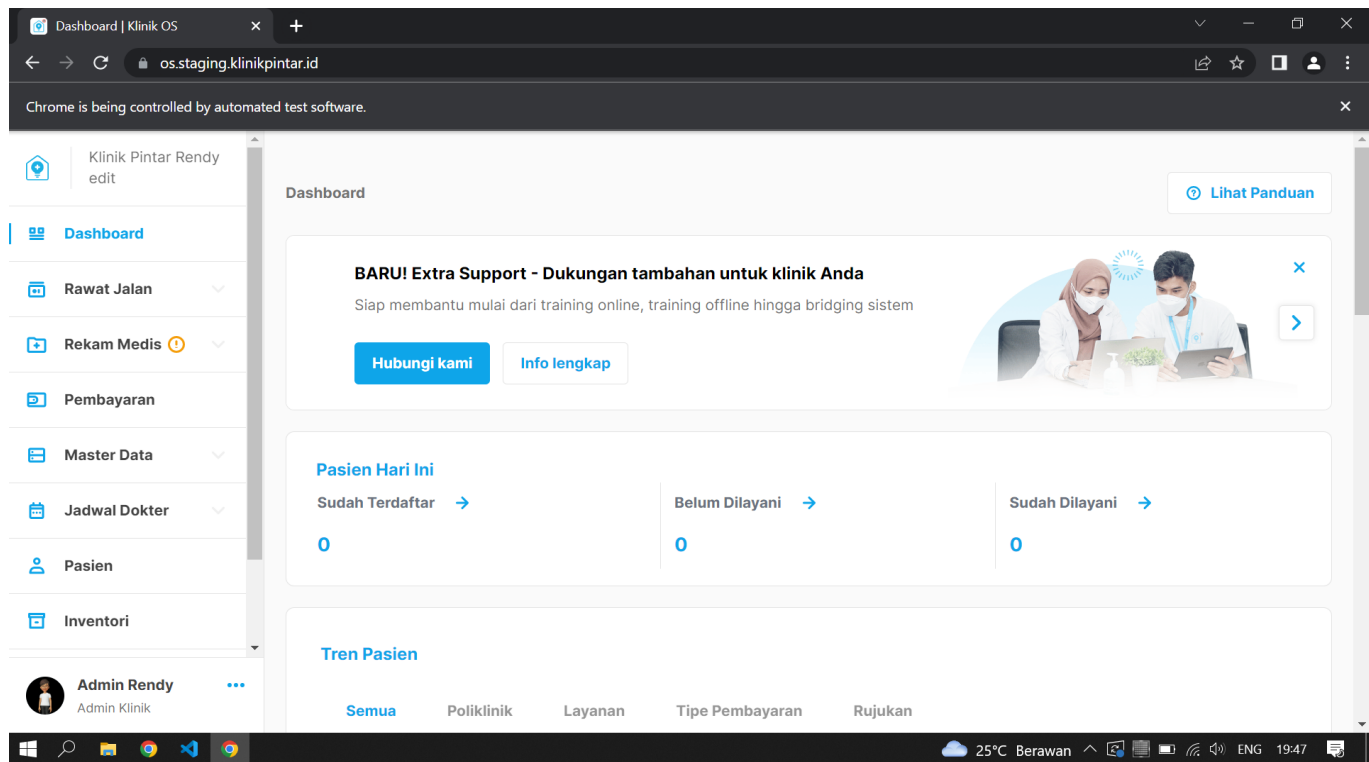 Dashboard | Klinik OS
os.staging.klinikpintar.id
Chrome is being controlled by automated test software.
Klinik Pintar Rendy
edit
Dashboard
Rawat Jalan
Rekam Medis
Pembayaran
Master Data
Jadwal Dokter
Pasien
Inventori
Admin Rendy
Admin Klinik
Dashboard
Lihat Panduan
BARU! Extra Support - Dukungan tambahan untuk klinik Anda
Siap membantu mulai dari training online, training offline hingga bridging sistem
Hubungi kami
Info lengkap
Pasien Hari Ini
Sudah Terdaftar
0
Belum Dilayani
0
Sudah Dilayani
0
Tren Pasien
Semua Poliklinik Layanan Tipe Pembayaran Rujukan
25°C Berawan ENG 19:47